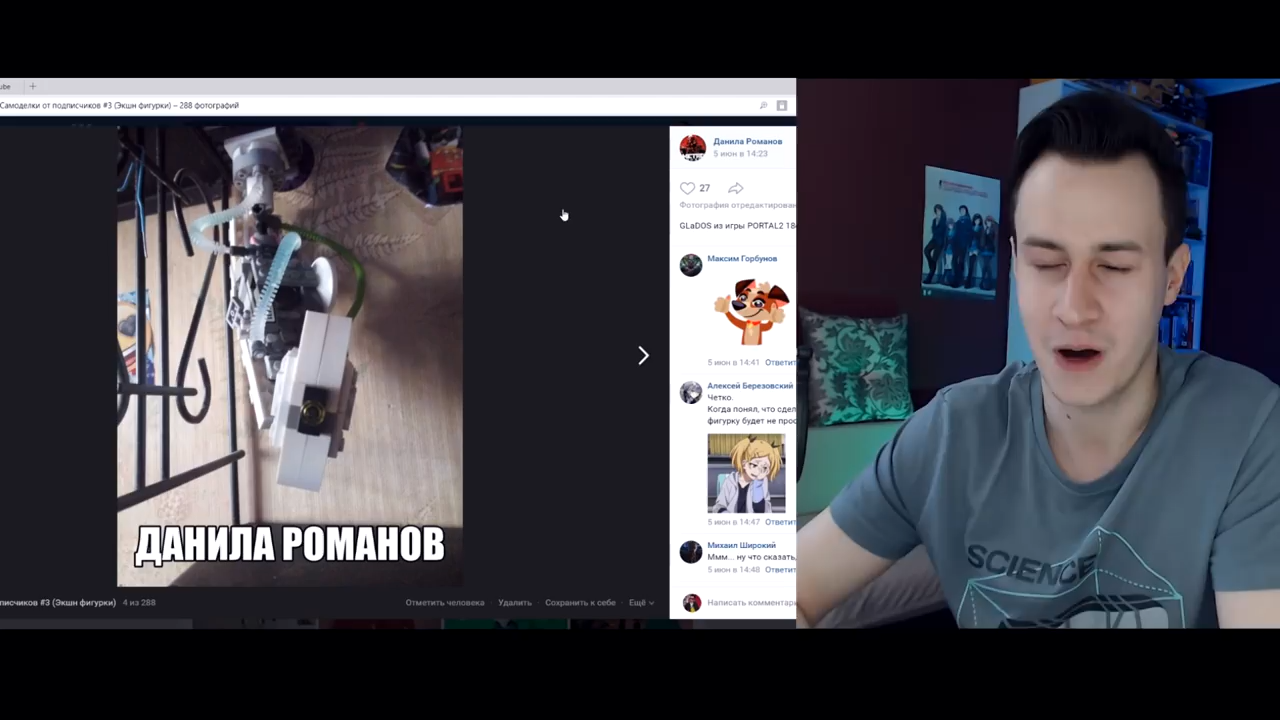 ube
Самоделки от подписчиков #3 (Экшн фигурки) – 288 фотографий
Данила Романов
5 июн в 14:23
27
Фотография отредактирован
GLaDOS из игры PORTAL2 18
Максим Горбунов
5 июн в 14:41 Ответит
Алексей Березовский
Четко.
Когда понял, что сдел
фигурку будет не прос
5 июн в 14:47 Ответит
Михаил Широкий
Ммм... ну что сказать,
5 июн в 14:48 Ответит
Написать комментари
ДАНИЛА РОМАНОВ
писчиков #3 (Экшн фигурки) 4 из 288
Отметить человека Удалить Сохранить к себе Ещё
SCIENCE